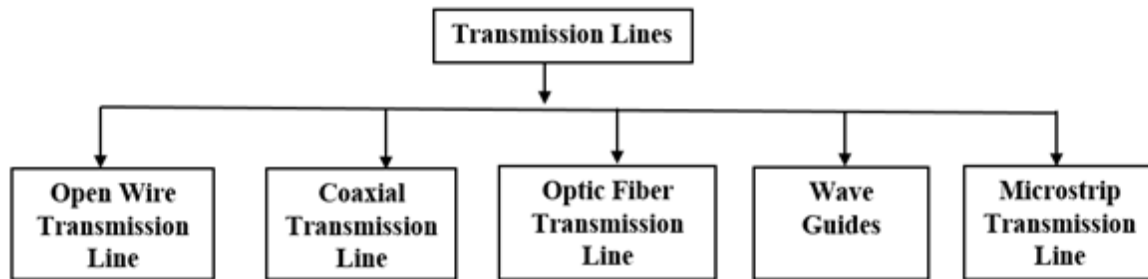 Transmission Lines
Open Wire
Transmission
Line
Coaxial
Transmission
Line
Optic Fiber
Transmission
Line
Wave
Guides
Microstrip
Transmission
Line